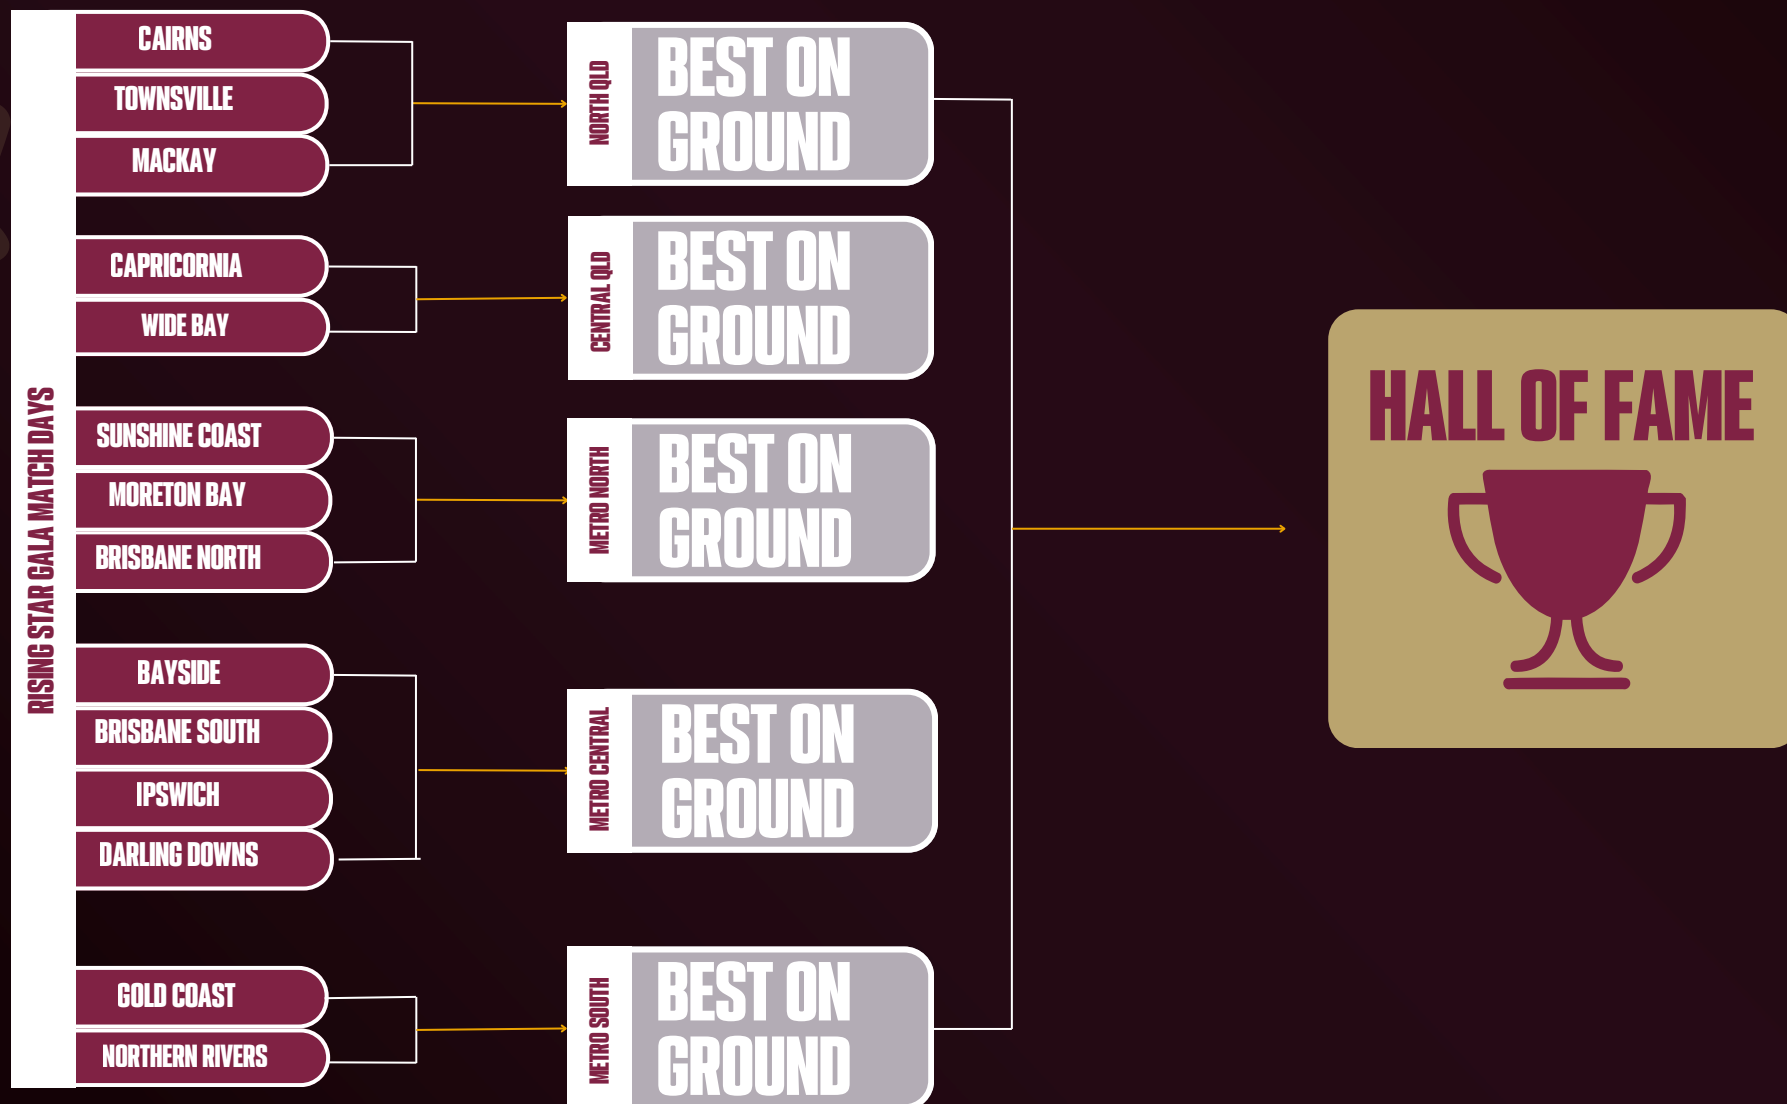 RISING STAR GALA MATCH DAYS
CAIRNS
TOWNSVILLE
MACKAY
CAPRICORNIA
WIDE BAY
SUNSHINE COAST
MORETON BAY
BRISBANE NORTH
BAYSIDE
BRISBANE SOUTH
IPSWICH
DARLING DOWNS
GOLD COAST
NORTHERN RIVERS
NORTH QLD
BEST ON
GROUND
CENTRAL QLD
BEST ON
GROUND
METRO NORTH
BEST ON
GROUND
METRO CENTRAL
BEST ON
GROUND
METRO SOUTH
BEST ON
GROUND
HALL OF FAME